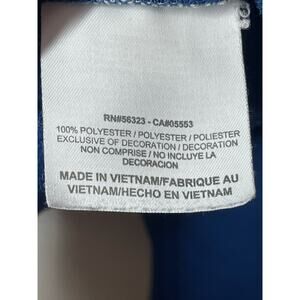 RN#56323 - CA#05553
100% POLYESTER / POLYESTER / POLIESTER
EXCLUSIVE OF DECORATION / DECORATION
NON COMPRISE / NO INCLUYE LA
DECORACION
MADE IN VIETNAM/FABRIQUE AU
VIETNAM/HECHO EN VIETNAM